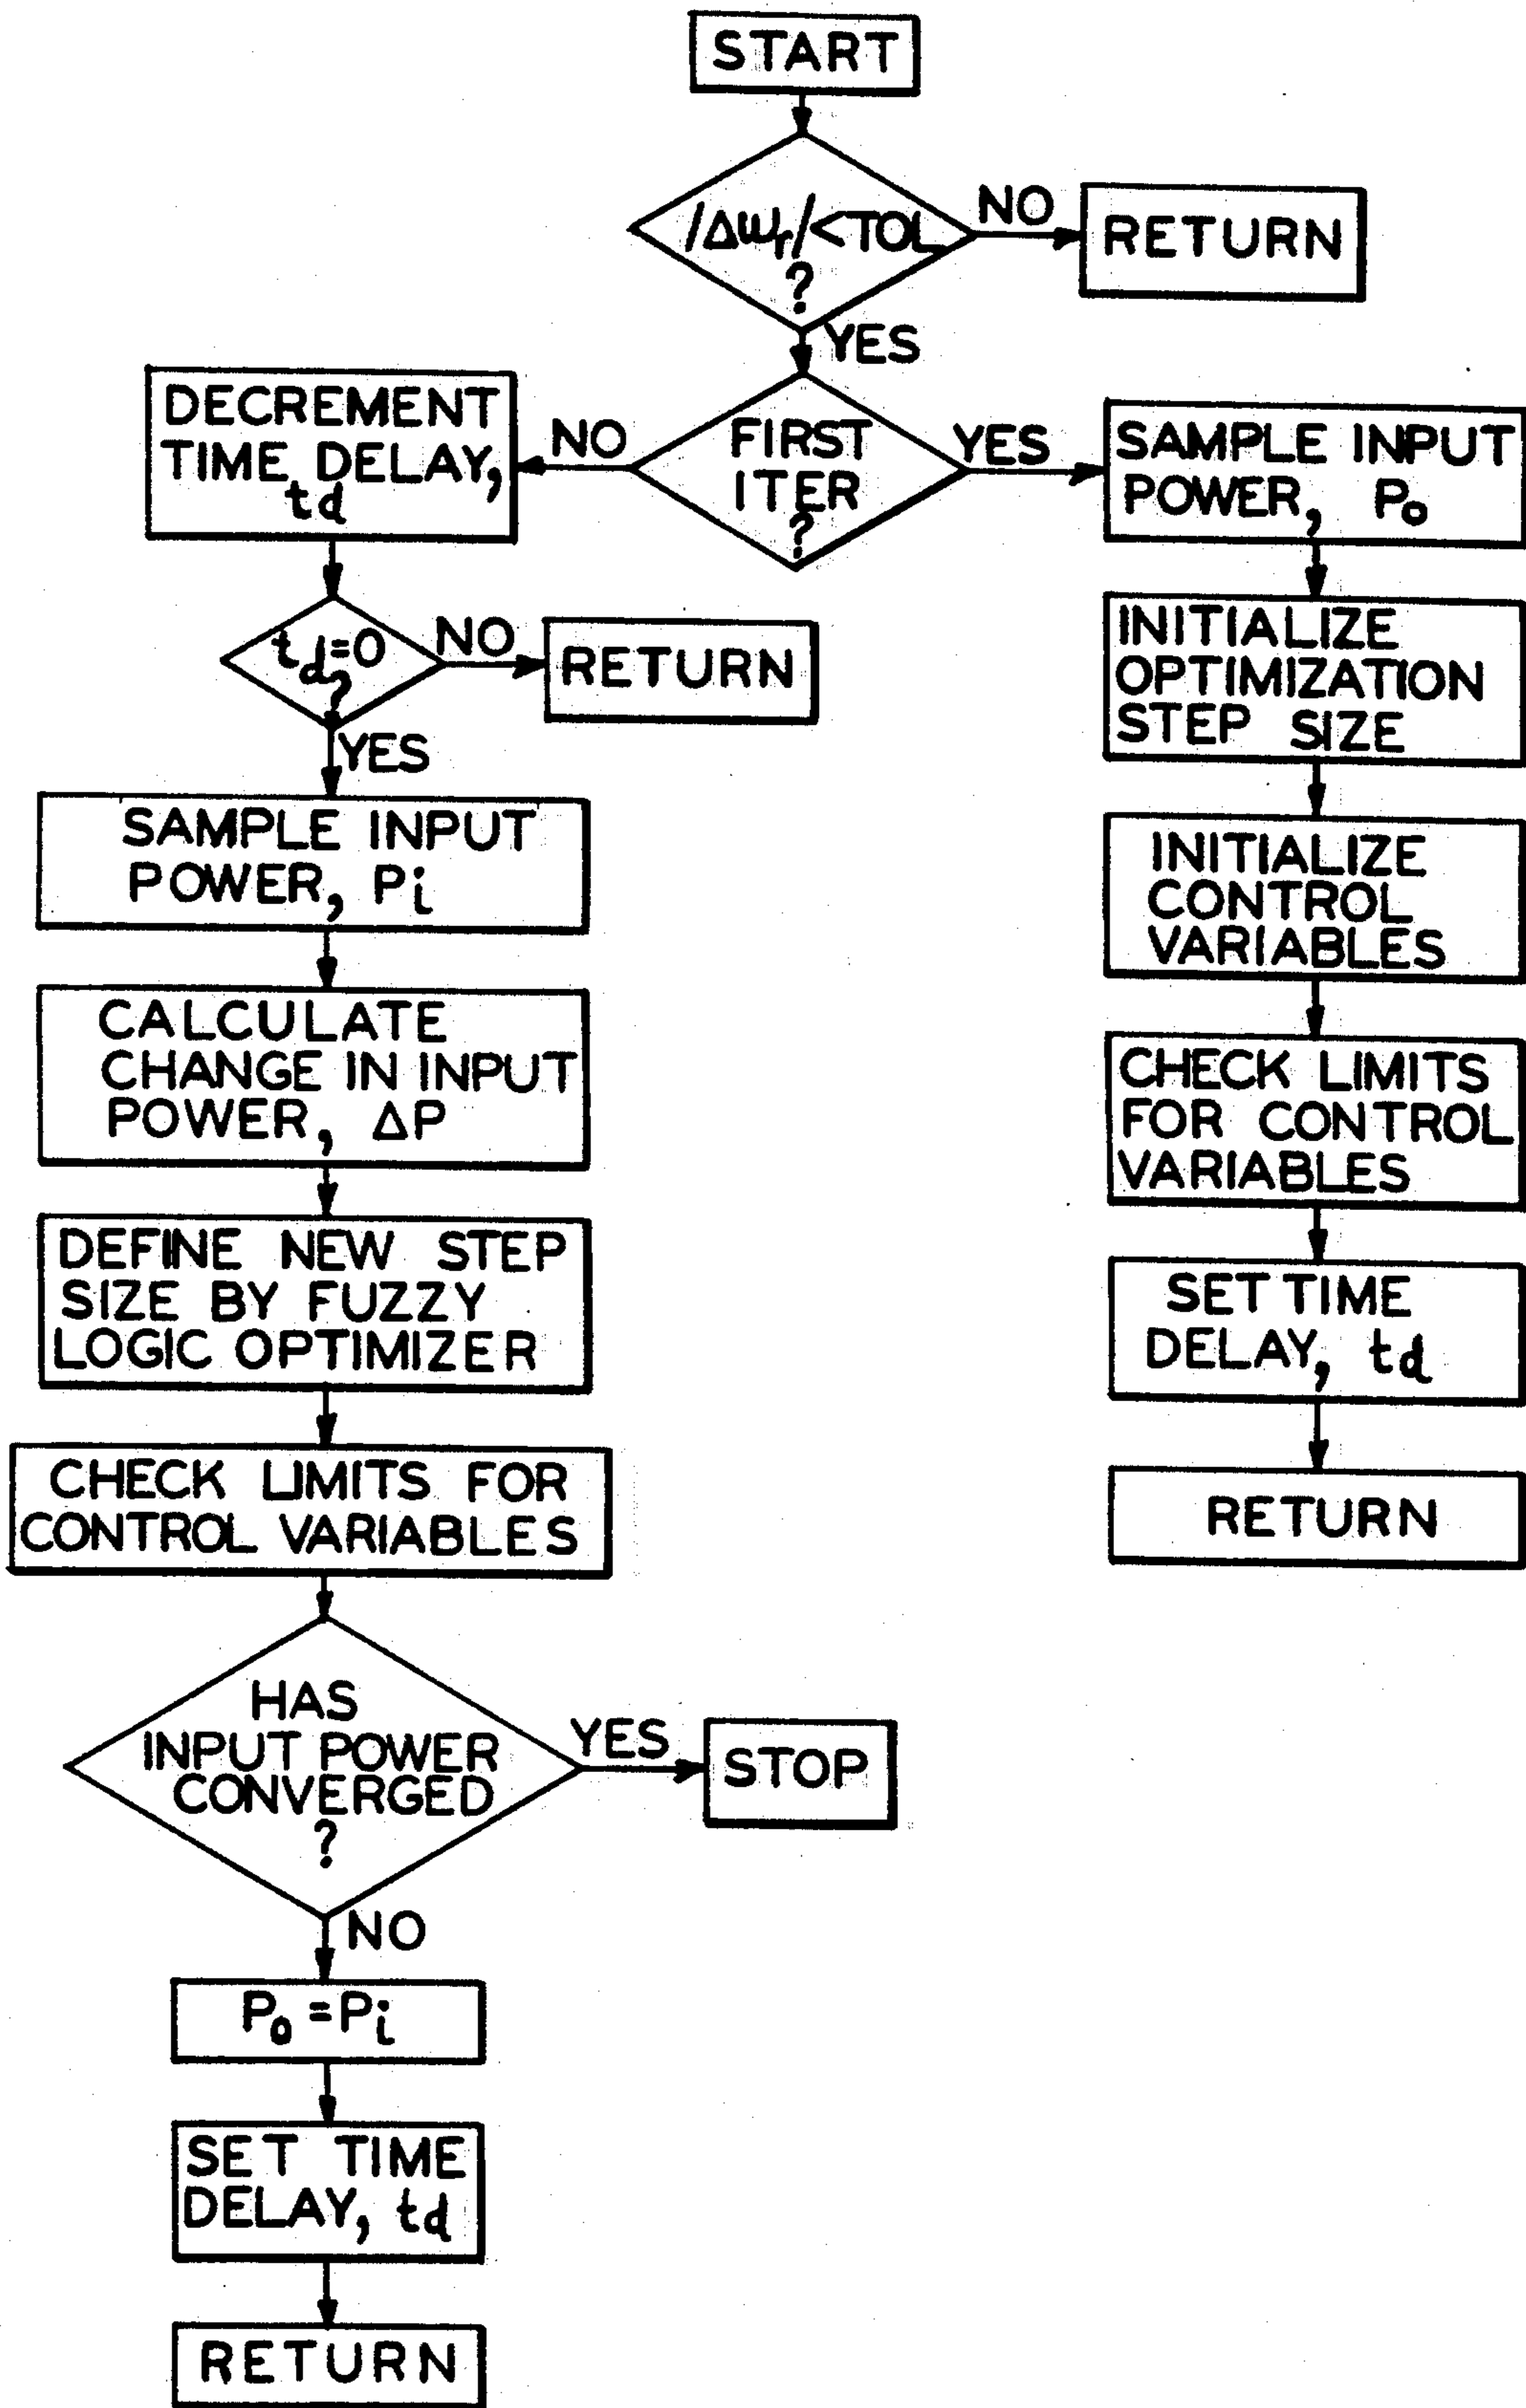 START
/Δωr/<TOL
?
NO
RETURN
YES
FIRST
ITER
?
NO
DECREMENT
TIME DELAY,
td
YES
SAMPLE INPUT
POWER, Po
INITIALIZE
OPTIMIZATION
STEP SIZE
INITIALIZE
CONTROL
VARIABLES
CHECK LIMITS
FOR CONTROL
VARIABLES
SET TIME
DELAY, td
RETURN
td=0
?
NO
RETURN
YES
SAMPLE INPUT
POWER, Pi
CALCULATE
CHANGE IN INPUT
POWER, ΔP
DEFINE NEW STEP
SIZE BY FUZZY
LOGIC OPTIMIZER
CHECK LIMITS FOR
CONTROL VARIABLES
HAS
INPUT POWER
CONVERGED
?
YES
STOP
NO
Po=Pi
SET TIME
DELAY, td
RETURN